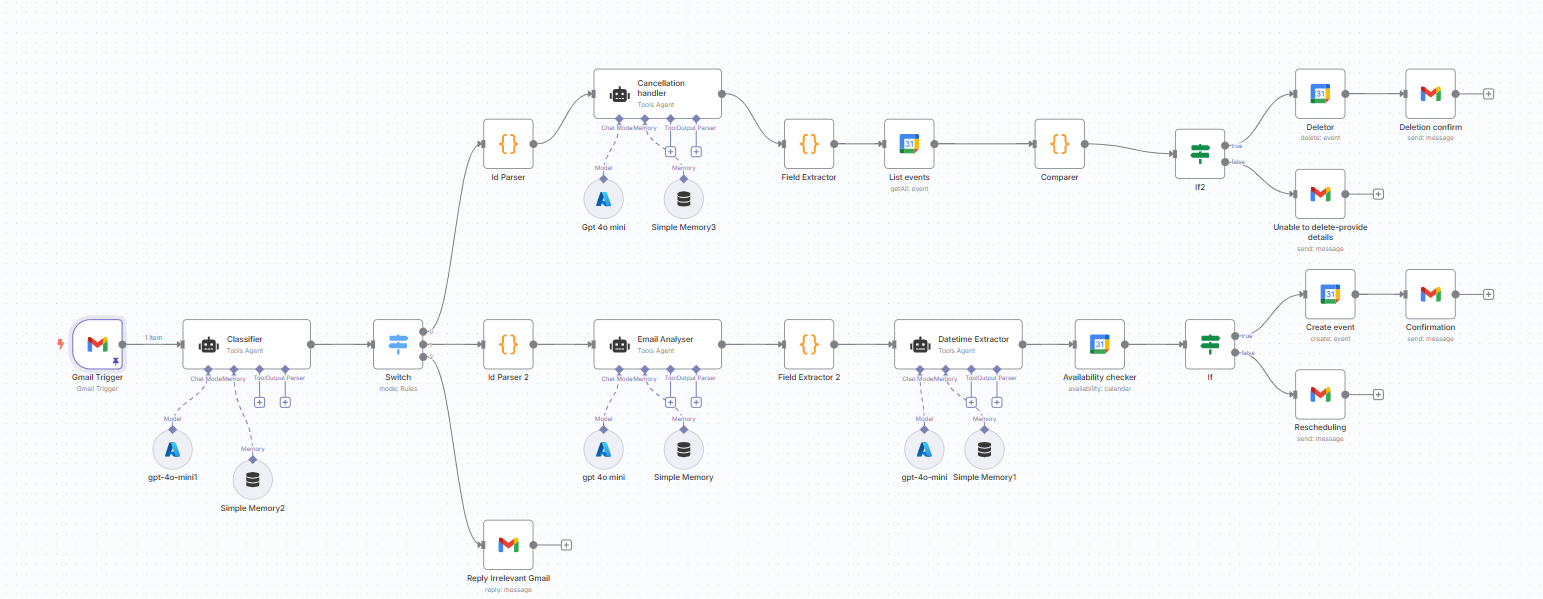 Cancellation
handler
Tools Agent
Chat Model
Memory
Tool
Output Parser
Model
Memory
Id Parser
Gpt 4o mini
Simple Memory3
Field Extractor
31
List events
getAll: event
Comparer
If2
true
false
31
Deletor
delete: event
Deletion confirm
send: message
Unable to delete-provide
details
send: message
Gmail Trigger
Gmail Trigger
1 item
Classifier
Tools Agent
Chat Model
Memory
Tool
Output Parser
Model
Memory
gpt-4o-mini1
Simple Memory2
Switch
mode: Rules
0
1
2
Id Parser 2
Email Analyser
Tools Agent
Chat Model
Memory
Tool
Output Parser
Model
Memory
gpt 4o mini
Simple Memory
Field Extractor 2
Datetime Extractor
Tools Agent
Chat Model
Memory
Tool
Output Parser
Model
Memory
gpt-4o-mini
Simple Memory1
31
Availability checker
availability: calendar
If
true
false
31
Create event
create: event
Confirmation
send: message
Rescheduling
send: message
Reply Irrelevant Gmail
reply: message